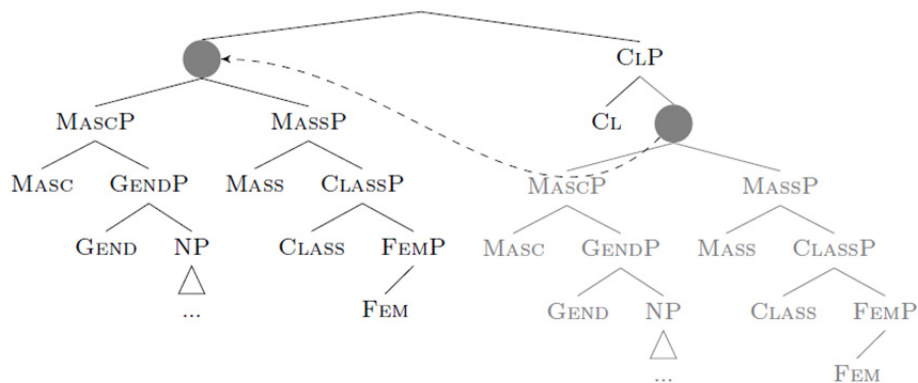 CLP
MASCP MASSP CL
MASC GENDP MASS CLASSP MASCP MASSP
GEND NP CLASS FEMP MASC GENDP MASS CLASSP
... FEM GEND NP CLASS FEMP
... FEM